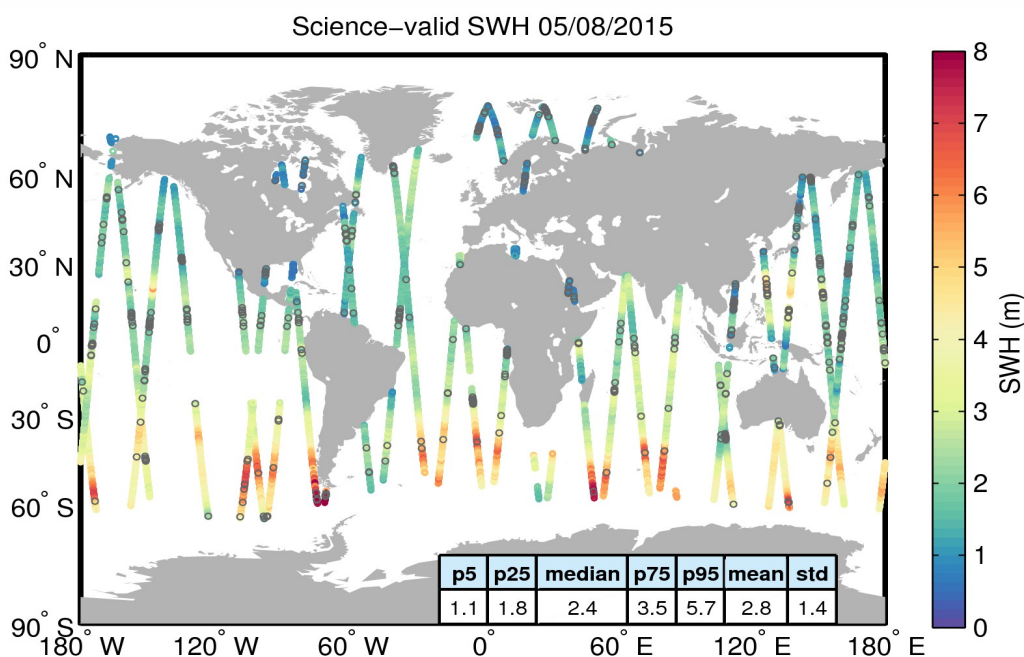 Science−valid SWH 05/08/2015
90° N
60° N
30° N
0°
30° S
60° S
90° S
180° W
120° W
60° W
0°
60° E
120° E
180° E
p5 p25 median p75 p95 mean std
1.1 1.8 2.4 3.5 5.7 2.8 1.4
8
7
6
5
4
3
2
1
0
SWH (m)